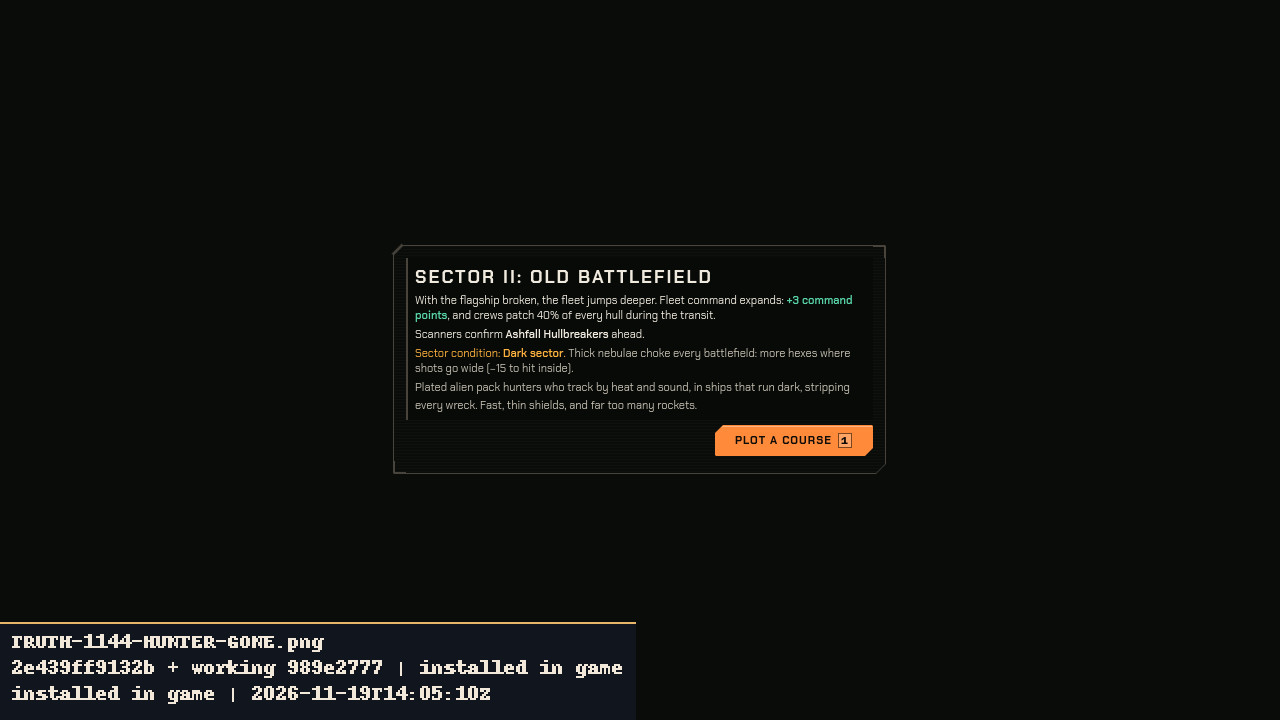 SECTOR II: OLD BATTLEFIELD
With the flagship broken, the fleet jumps deeper. Fleet command expands: +3 command
points, and crews patch 40% of every hull during the transit.
Scanners confirm Ashfall Hullbreakers ahead.
Sector condition: Dark sector. Thick nebulae choke every battlefield: more hexes where
shots go wide (−15 to hit inside).
Plated alien pack hunters who track by heat and sound, in ships that run dark, stripping
every wreck. Fast, thin shields, and far too many rockets.
PLOT A COURSE 1
TRUTH-1144-HUNTER-GONE.png
2e439ff9132b + working 989e2777 | installed in game
installed in game | 2026-11-19T14:05:10Z